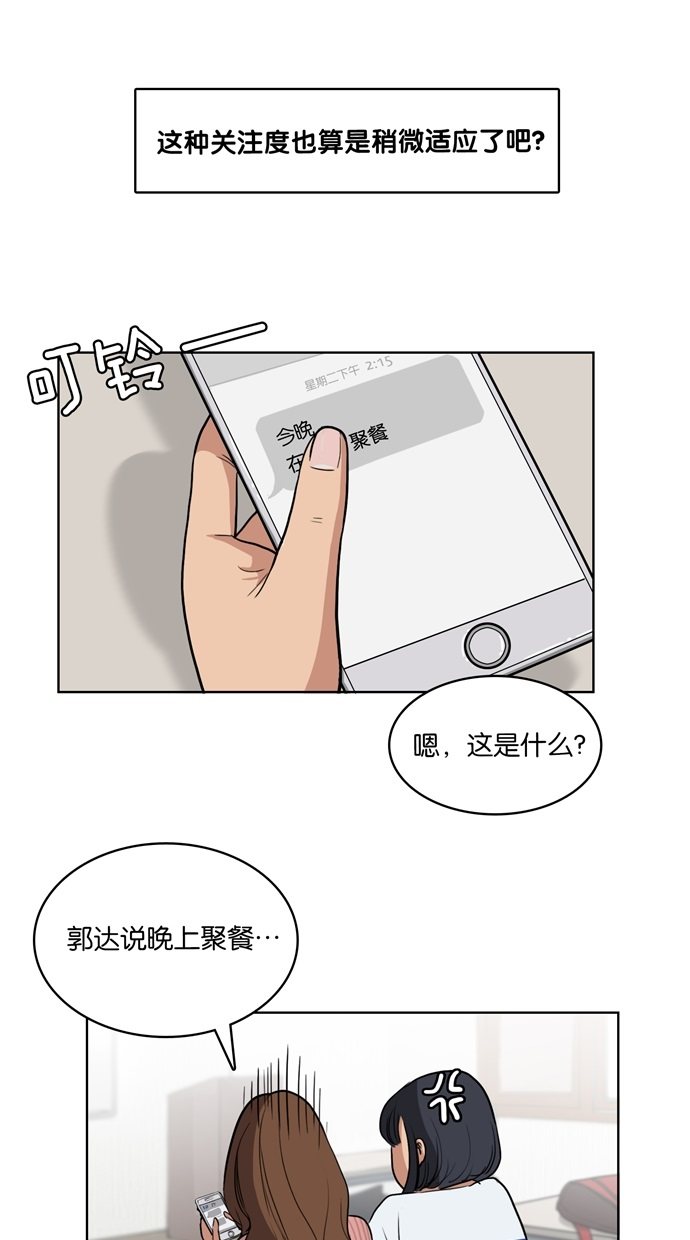 这种关注度也算是稍微适应了吧?
叮铃一
星期二下午 2:15
今晚
在 聚餐
嗯，这是什么?
郭达说晚上聚餐…